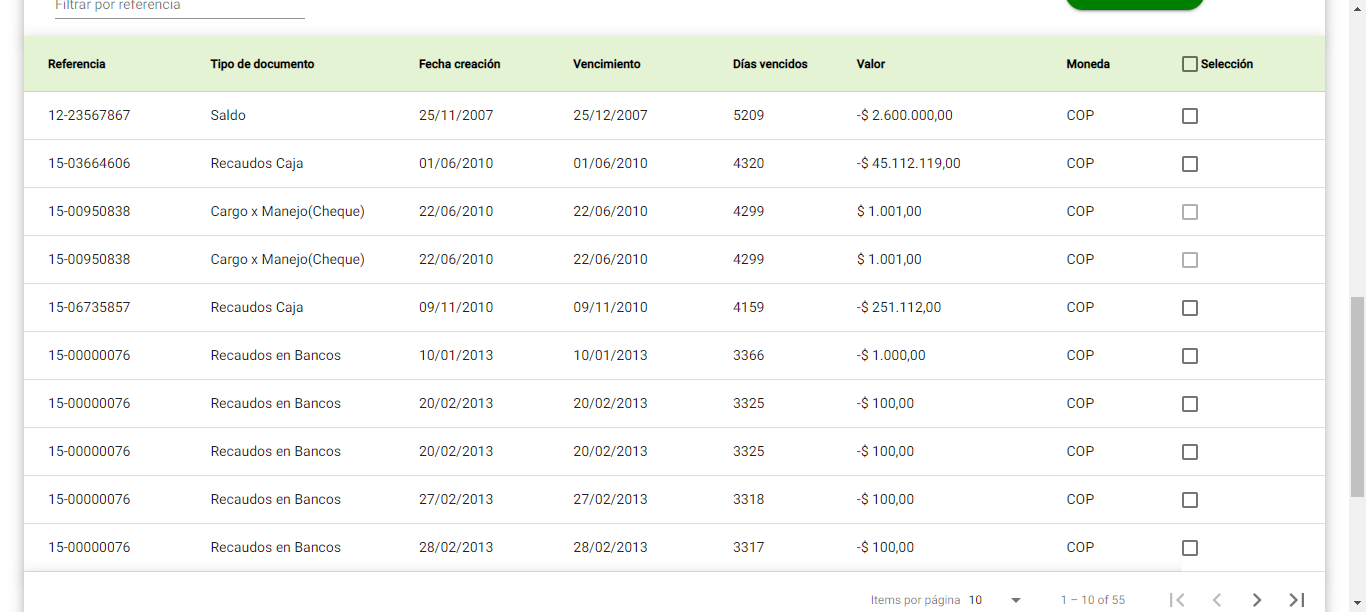 Filtrar por referencia
Referencia Tipo de documento Fecha creación Vencimiento Días vencidos Valor Moneda Selección
12-23567867 Saldo 25/11/2007 25/12/2007 5209 -$ 2.600.000,00 COP
15-03664606 Recaudos Caja 01/06/2010 01/06/2010 4320 -$ 45.112.119,00 COP
15-00950838 Cargo x Manejo(Cheque) 22/06/2010 22/06/2010 4299 $ 1.001,00 COP
15-00950838 Cargo x Manejo(Cheque) 22/06/2010 22/06/2010 4299 $ 1.001,00 COP
15-06735857 Recaudos Caja 09/11/2010 09/11/2010 4159 -$ 251.112,00 COP
15-00000076 Recaudos en Bancos 10/01/2013 10/01/2013 3366 -$ 1.000,00 COP
15-00000076 Recaudos en Bancos 20/02/2013 20/02/2013 3325 -$ 100,00 COP
15-00000076 Recaudos en Bancos 20/02/2013 20/02/2013 3325 -$ 100,00 COP
15-00000076 Recaudos en Bancos 27/02/2013 27/02/2013 3318 -$ 100,00 COP
15-00000076 Recaudos en Bancos 28/02/2013 28/02/2013 3317 -$ 100,00 COP
Items por página 10 1 – 10 of 55